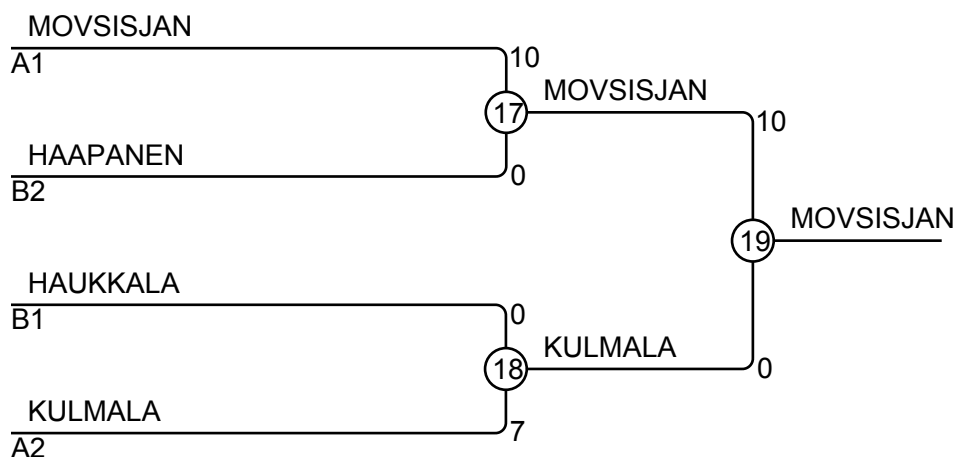 MOVSISJAN
A1
10
17
MOVSISJAN
10
HAAPANEN
B2
0
19
MOVSISJAN
HAUKKALA
B1
0
18
KULMALA
0
KULMALA
A2
7